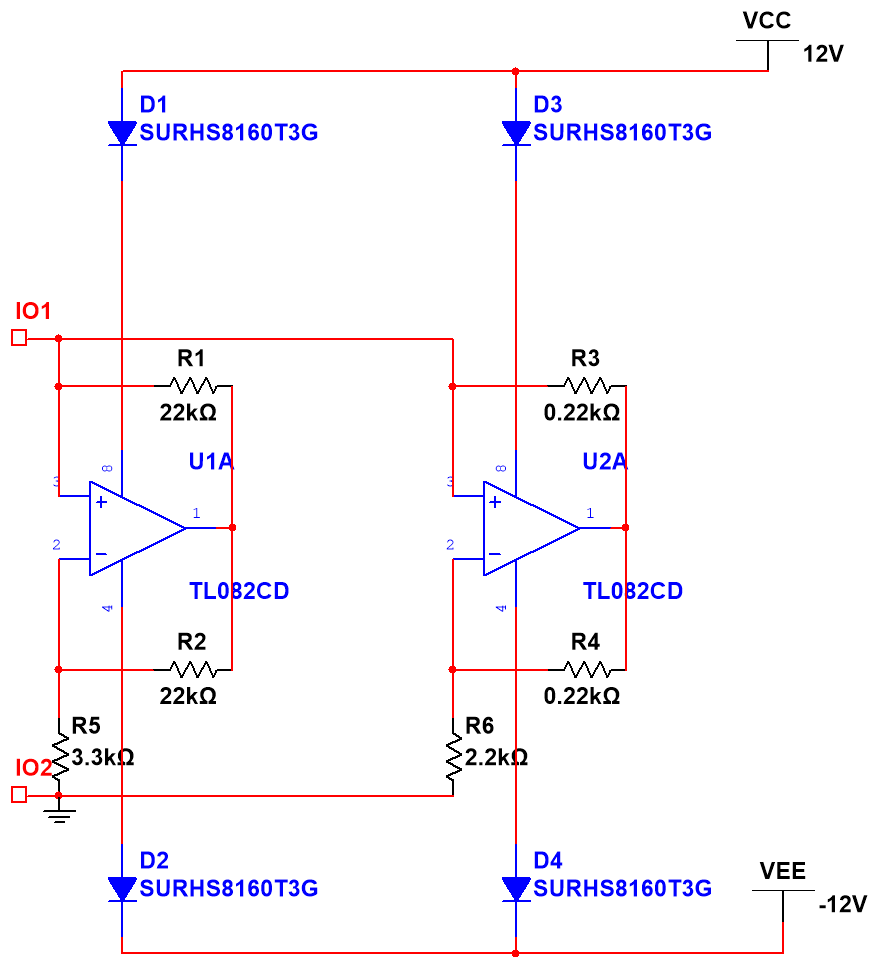 VCC
12V
D1
SURHS8160T3G
D3
SURHS8160T3G
IO1
R1
22kΩ
R3
0.22kΩ
U1A
3
8
1
2
4
TL082CD
U2A
3
8
1
2
4
TL082CD
R2
22kΩ
R4
0.22kΩ
R5
3.3kΩ
R6
2.2kΩ
IO2
D2
SURHS8160T3G
D4
SURHS8160T3G
VEE
-12V